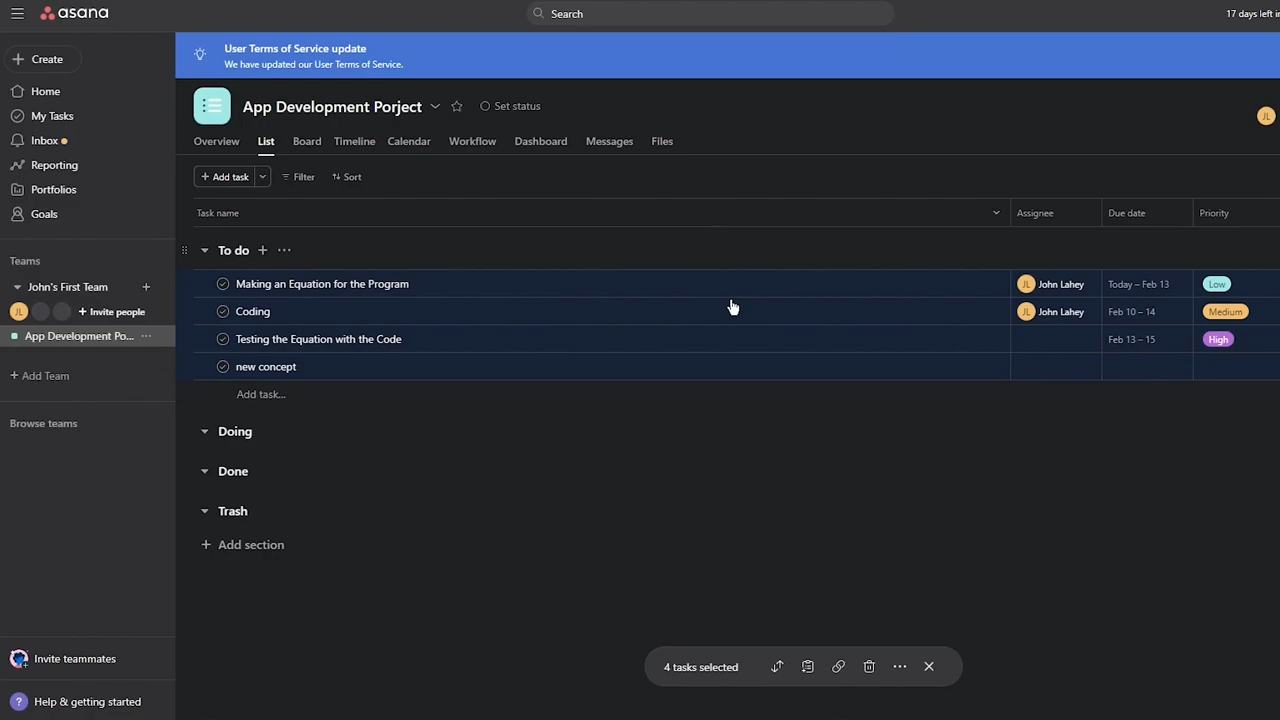 asana
Search
17 days left in
Create
User Terms of Service update
We have updated our User Terms of Service.
Home
My Tasks
Inbox
Reporting
Portfolios
Goals
App Development Porject
Set status
JL
Overview List Board Timeline Calendar Workflow Dashboard Messages Files
+ Add task
Filter
Sort
Task name Assignee Due date Priority
Teams
John's First Team +
JL + Invite people
App Development Po... ...
+ Add Team
Browse teams
To do + ...
Making an Equation for the Program JL John Lahey Today – Feb 13 Low
Coding JL John Lahey Feb 10 – 14 Medium
Testing the Equation with the Code Feb 13 – 15 High
new concept
Add task...
Doing
Done
Trash
+ Add section
4 tasks selected
Invite teammates
? Help & getting started